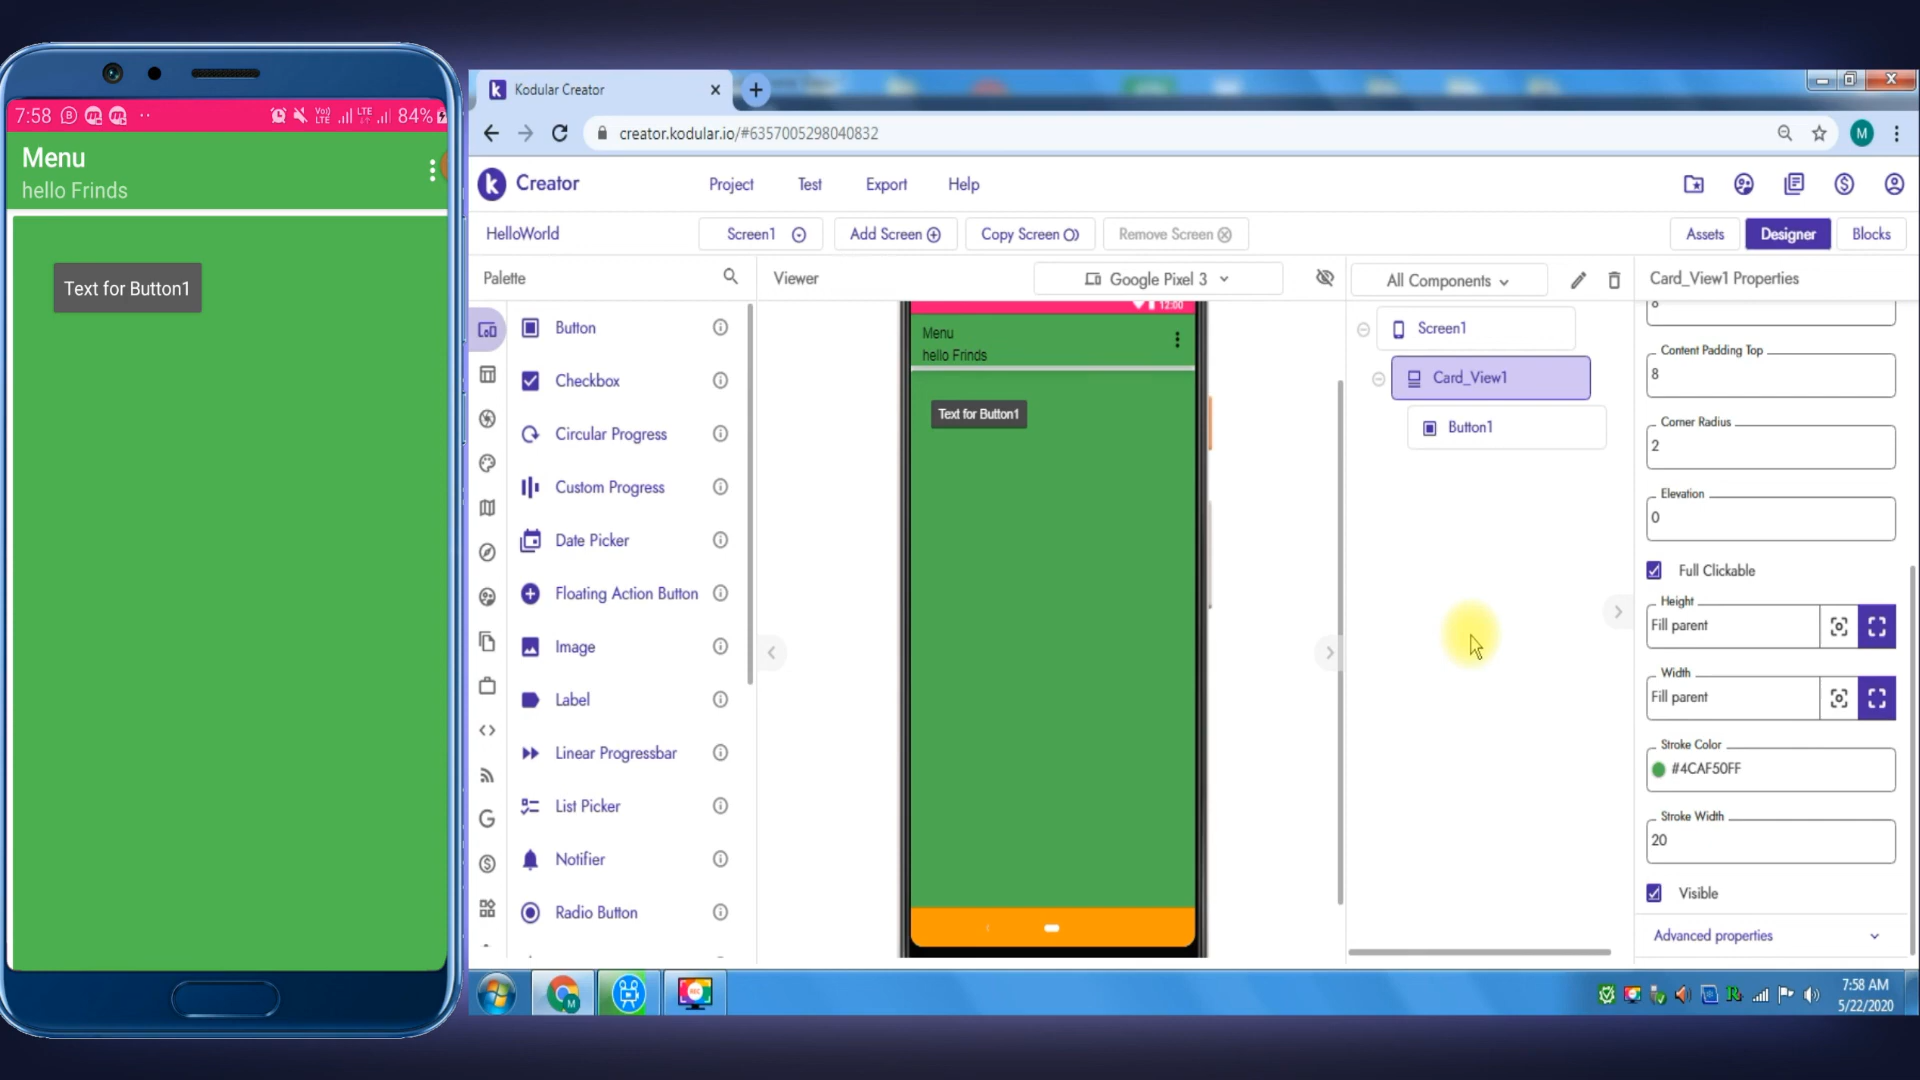 7:58 84%
Menu
hello Frinds
Text for Button1
Kodular Creator
creator.kodular.io/#6357005298040832
M
Creator Project Test Export Help
HelloWorld Screen1 Add Screen Copy Screen Remove Screen Assets Designer Blocks
Palette Viewer Google Pixel 3 All Components Card_View1 Properties
Button
Checkbox
Circular Progress
Custom Progress
Date Picker
Floating Action Button
Image
Label
Linear Progressbar
List Picker
Notifier
Radio Button
12:00
Menu
hello Frinds
Text for Button1
Screen1
Card_View1
Button1
8
Content Padding Top
8
Corner Radius
2
Elevation
0
Full Clickable
Height
Fill parent
Width
Fill parent
Stroke Color
#4CAF50FF
Stroke Width
20
Visible
Advanced properties
7:58 AM
5/22/2020